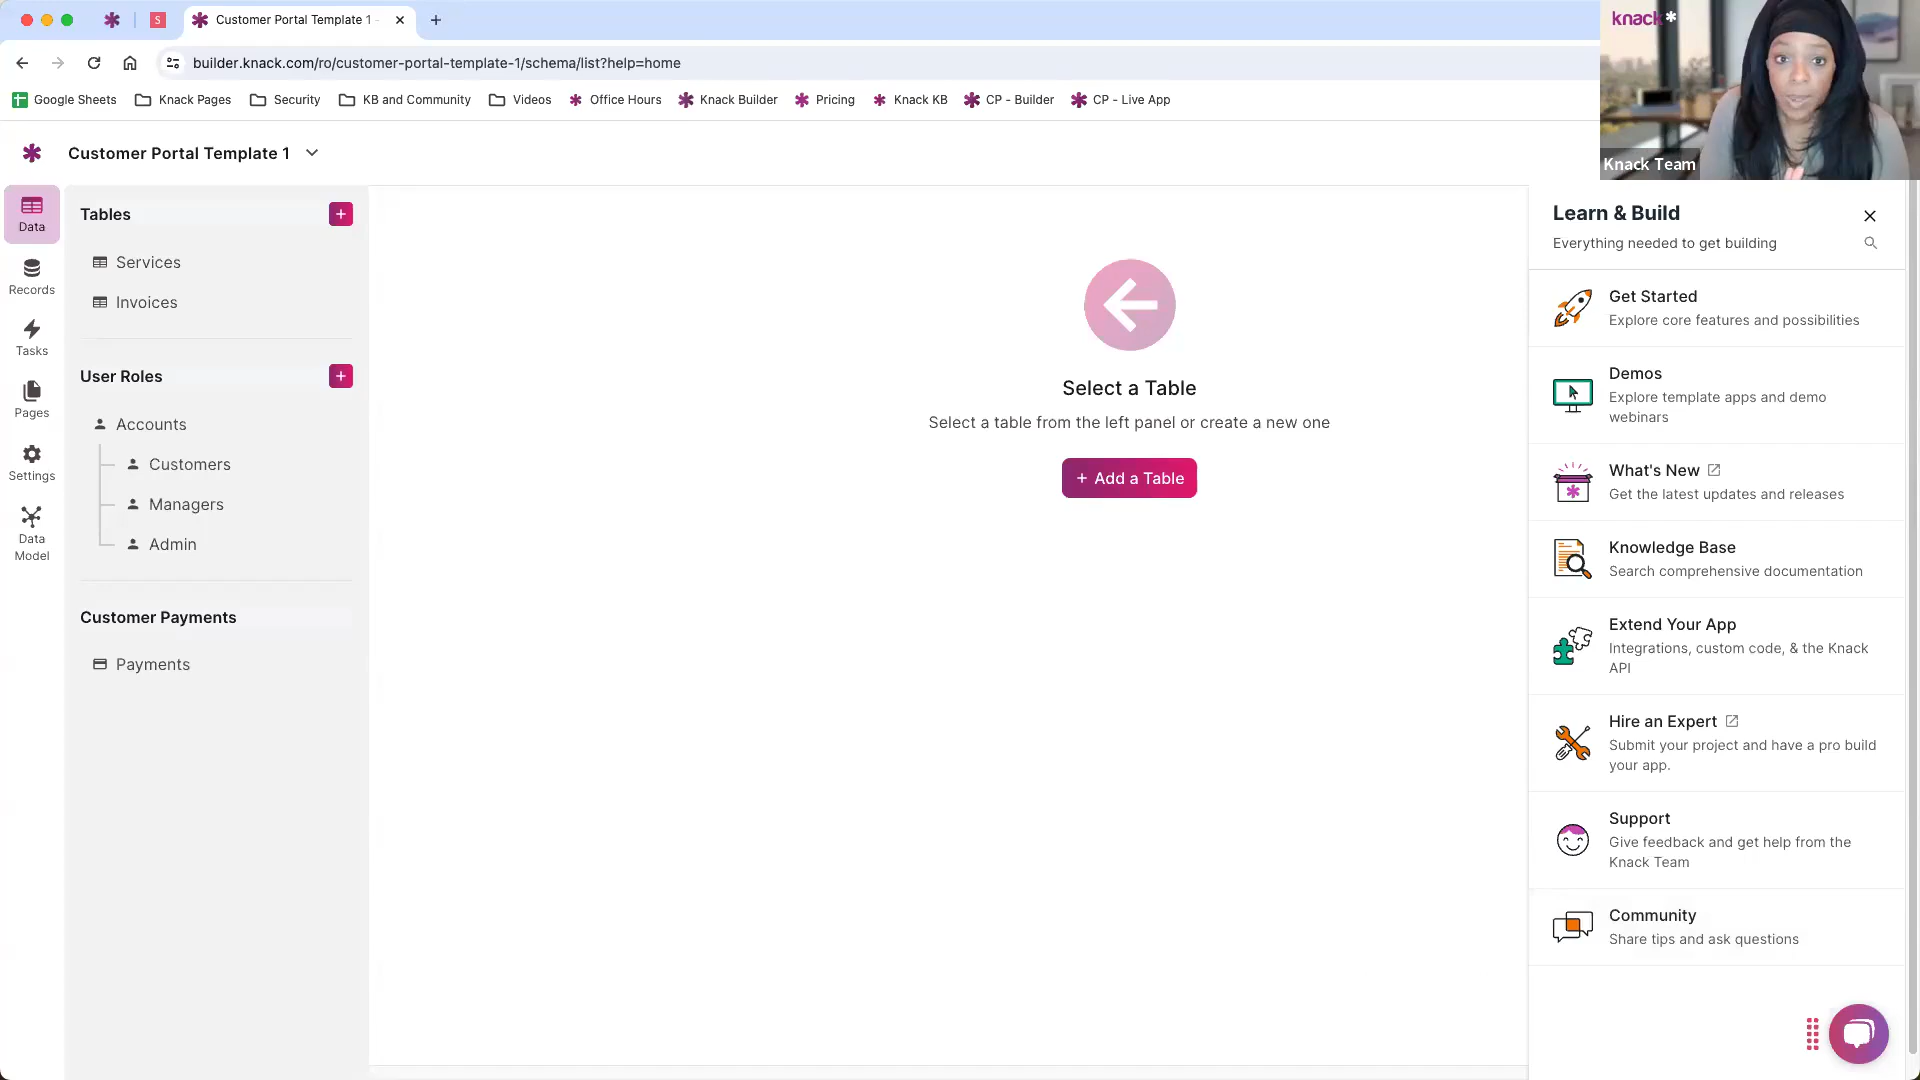 S
Customer Portal Template 1 -
builder.knack.com/ro/customer-portal-template-1/schema/list?help=home
Google Sheets
Knack Pages
Security
KB and Community
Videos
Office Hours
Knack Builder
Pricing
Knack KB
CP - Builder
CP - Live App
knack*
Knack Team
Customer Portal Template 1
Data
Records
Tasks
Pages
Settings
Data
Model
Tables
Services
Invoices
User Roles
Accounts
Customers
Managers
Admin
Customer Payments
Payments
Select a Table
Select a table from the left panel or create a new one
+ Add a Table
Learn & Build
Everything needed to get building
Get Started
Explore core features and possibilities
Demos
Explore template apps and demo
webinars
What's New
Get the latest updates and releases
Knowledge Base
Search comprehensive documentation
Extend Your App
Integrations, custom code, & the Knack
API
Hire an Expert
Submit your project and have a pro build
your app.
Support
Give feedback and get help from the
Knack Team
Community
Share tips and ask questions